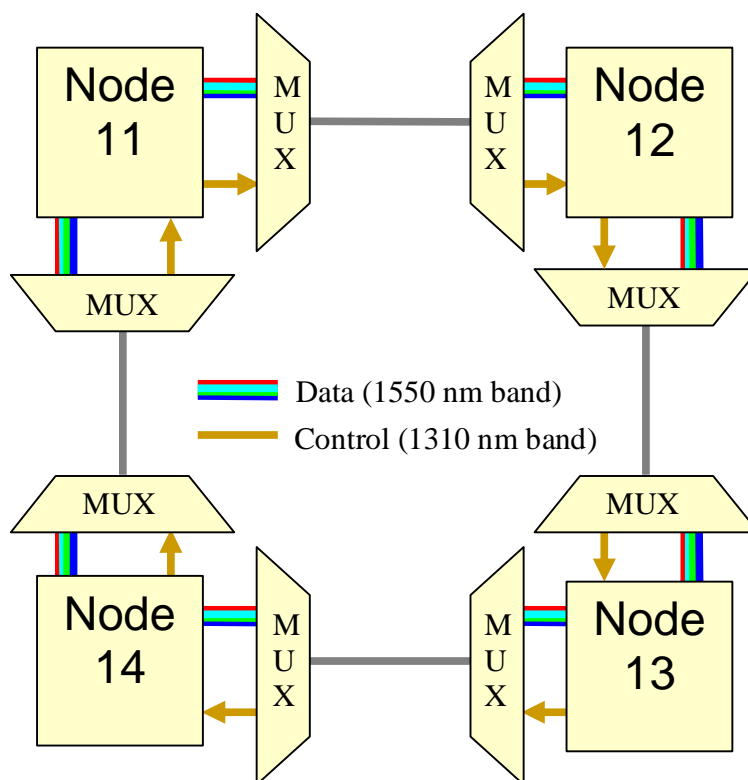 Node
11
M
U
X
M
U
X
Node
12
MUX
MUX
Data (1550 nm band)
Control (1310 nm band)
MUX
MUX
Node
14
M
U
X
M
U
X
Node
13